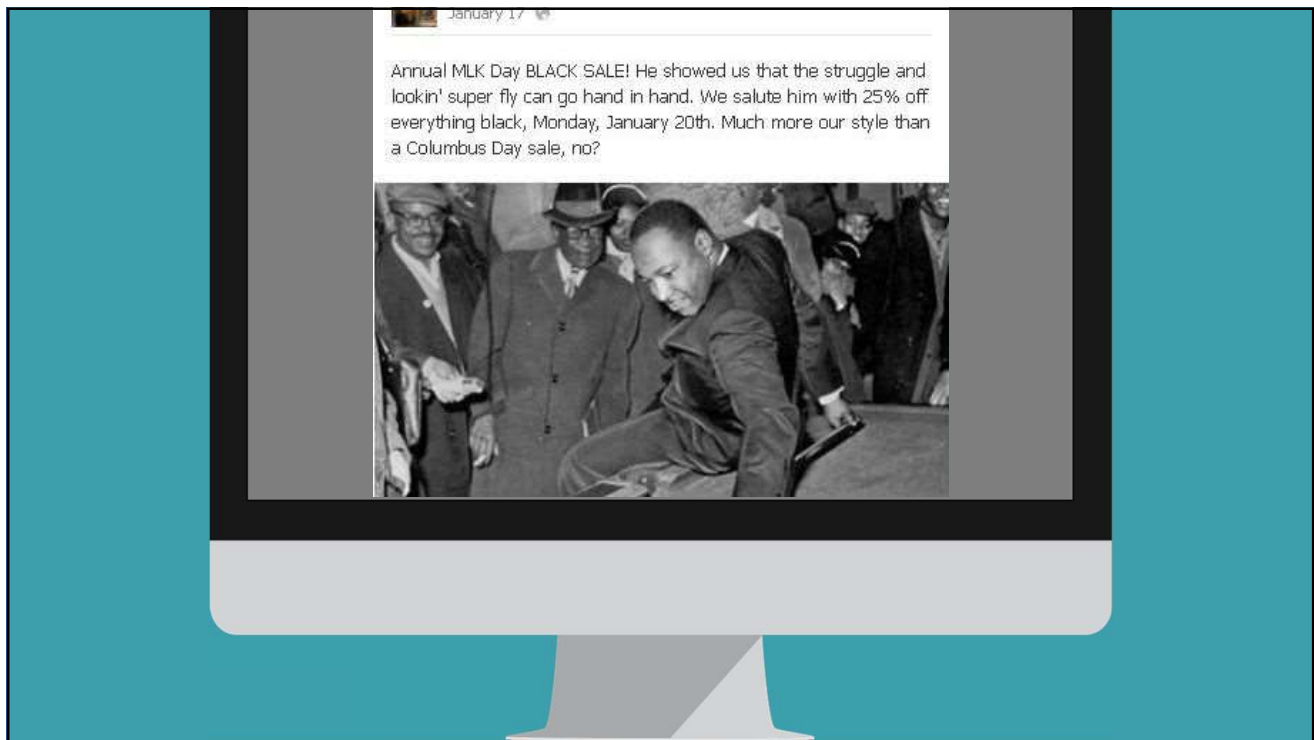 January 17
Annual MLK Day BLACK SALE! He showed us that the struggle and
lookin' super fly can go hand in hand. We salute him with 25% off
everything black, Monday, January 20th. Much more our style than
a Columbus Day sale, no?